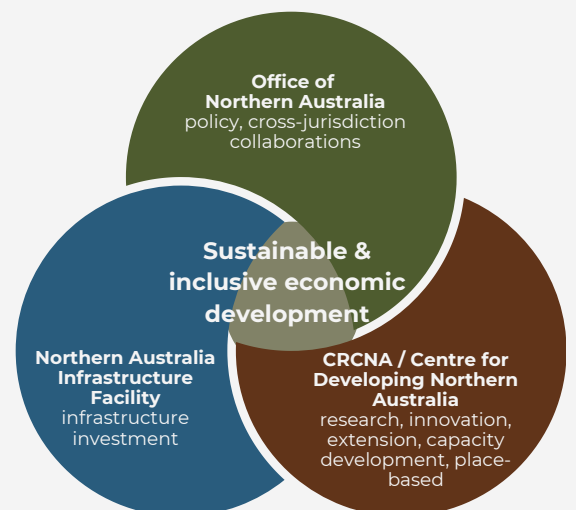 Office of
Northern Australia
policy, cross-jurisdiction
collaborations
Sustainable &
inclusive economic
development
Northern Australia
Infrastructure
Facility
infrastructure
investment
CRCNA / Centre for
Developing Northern
Australia
research, innovation,
extension, capacity
development, place-
based